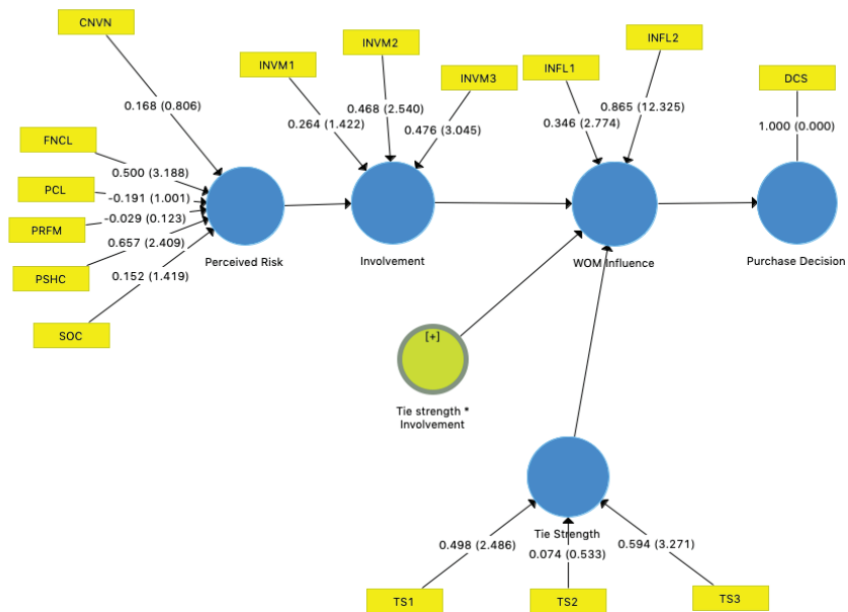 CNVN
INVM2
INFL2
INVM1
INFL1
INVM3
DCS
0.168 (0.806)
0.468 (2.540)
0.865 (12.325)
0.264 (1.422)
0.476 (3.045)
0.346 (2.774)
1.000 (0.000)
FNCL
0.500 (3.188)
PCL
-0.191 (1.001)
PRFM
-0.029 (0.123)
0.657 (2.409)
PSHC
0.152 (1.419)
SOC
Perceived Risk
Involvement
WOM Influence
Purchase Decision
[+]
Tie strength *
Involvement
Tie Strength
0.498 (2.486)
0.074 (0.533)
0.594 (3.271)
TS1
TS2
TS3